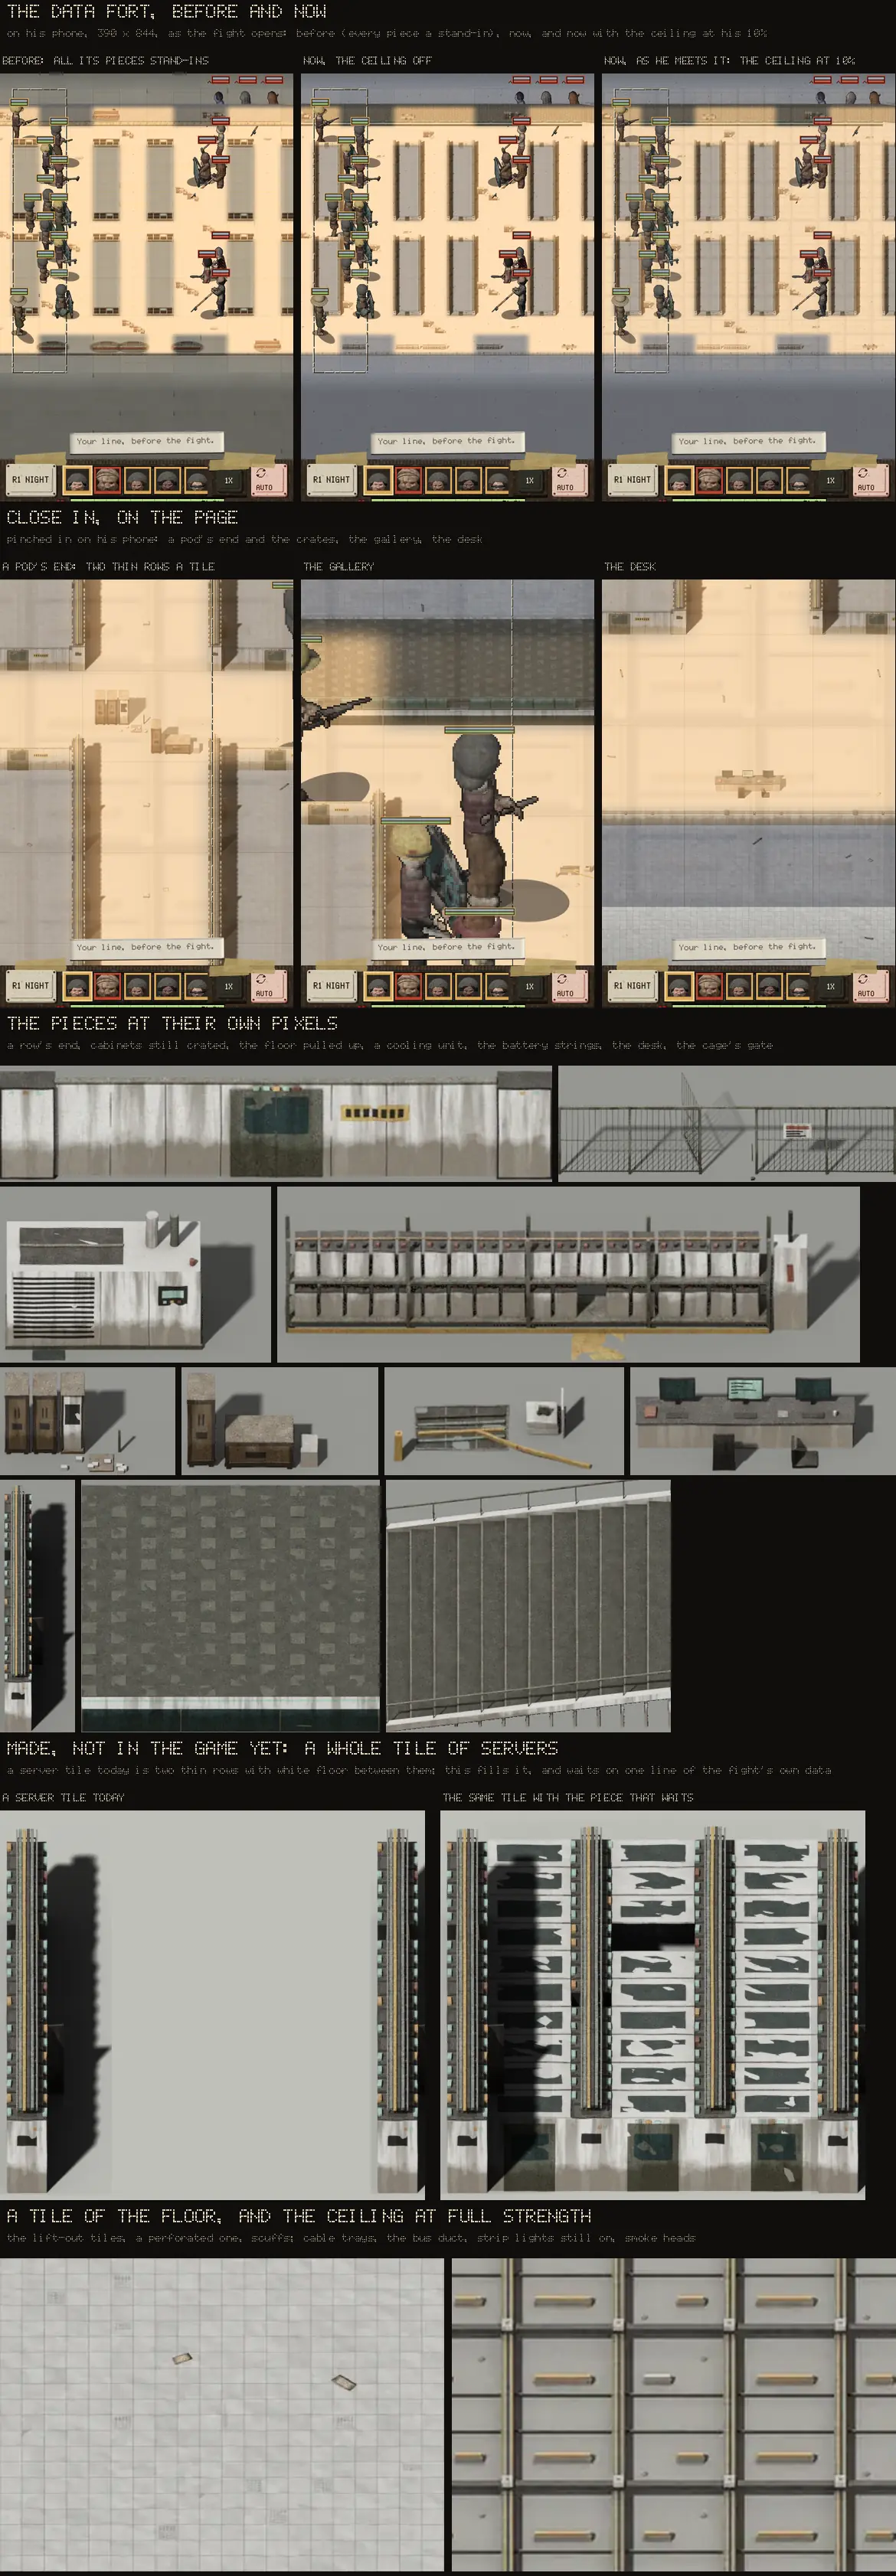 THE DATA FORT, BEFORE AND NOW
on his phone, 390 x 844, as the fight opens: before (every piece a stand-in), now, and now with the ceiling at his 10%
BEFORE: ALL ITS PIECES STAND-INS
NOW, THE CEILING OFF
NOW, AS HE MEETS IT: THE CEILING AT 10%
Your line, before the fight.
Your line, before the fight.
Your line, before the fight.
R1 NIGHT
1X
AUTO
R1 NIGHT
1X
AUTO
R1 NIGHT
1X
AUTO
CLOSE IN, ON THE PAGE
pinched in on his phone: a pod's end and the crates, the gallery, the desk
A POD'S END: TWO THIN ROWS A TILE
THE GALLERY
THE DESK
Your line, before the fight.
Your line, before the fight.
Your line, before the fight.
R1 NIGHT
1X
AUTO
R1 NIGHT
1X
AUTO
R1 NIGHT
1X
AUTO
THE PIECES AT THEIR OWN PIXELS
a row's end, cabinets still crated, the floor pulled up, a cooling unit, the battery strings, the desk, the cage's gate
MADE, NOT IN THE GAME YET: A WHOLE TILE OF SERVERS
a server tile today is two thin rows with white floor between them; this fills it, and waits on one line of the fight's own data
A SERVER TILE TODAY
THE SAME TILE WITH THE PIECE THAT WAITS
A TILE OF THE FLOOR, AND THE CEILING AT FULL STRENGTH
the lift-out tiles, a perforated one, scuffs; cable trays, the bus duct, strip lights still on, smoke heads